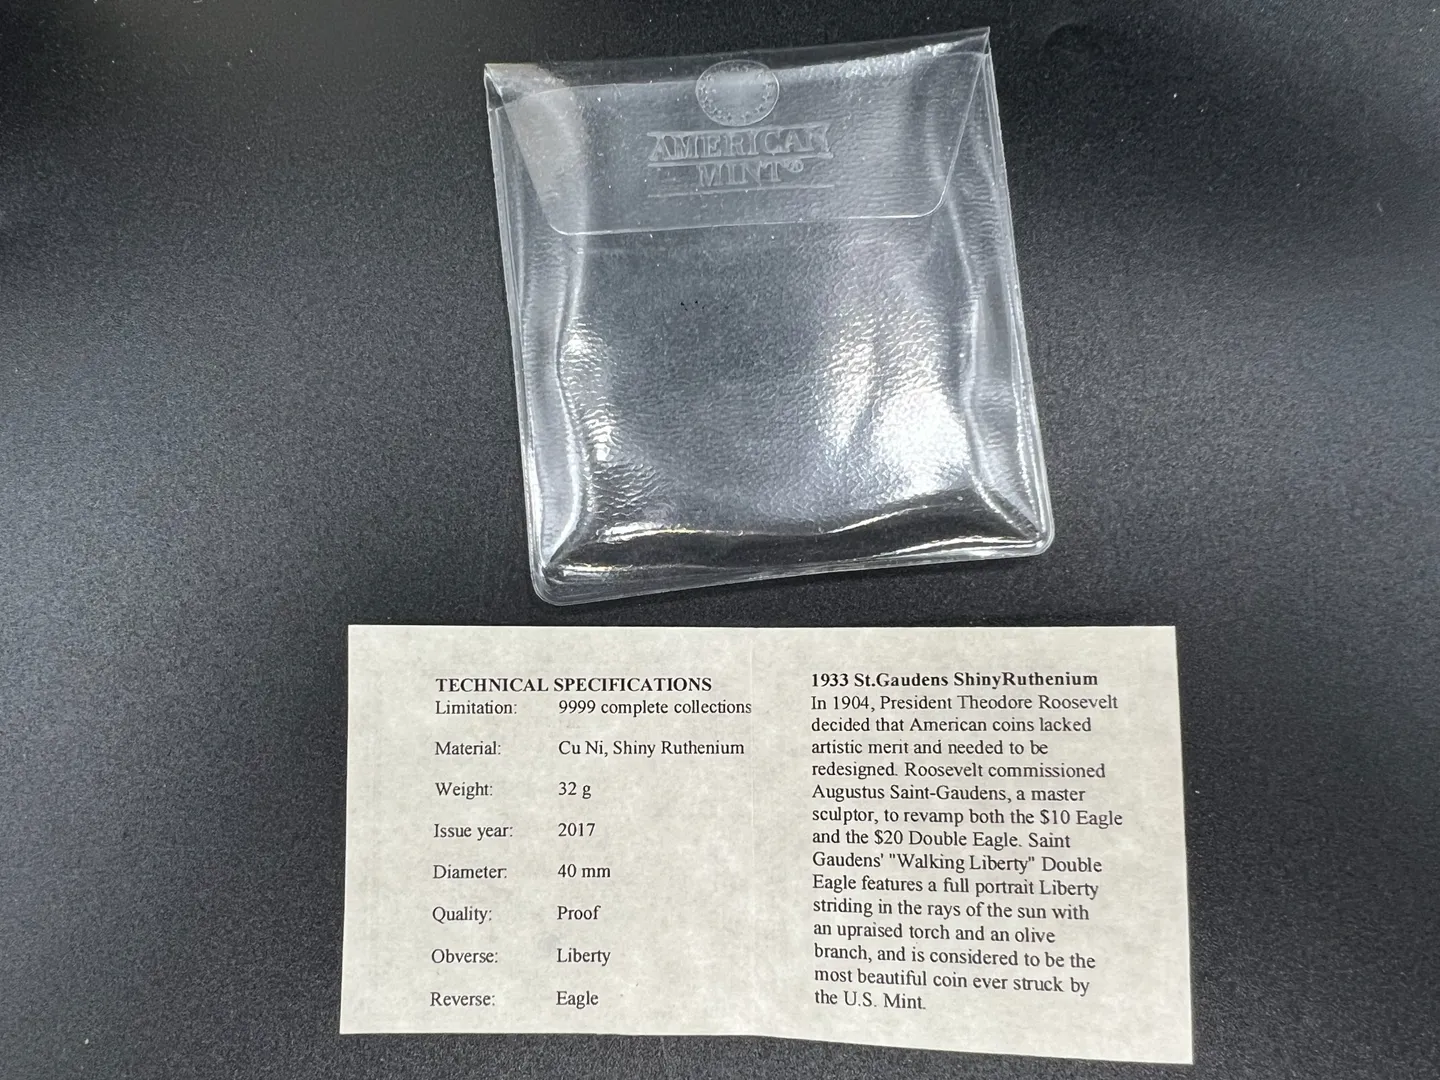 AMERICAN
MINT®
TECHNICAL SPECIFICATIONS
Limitation: 9999 complete collections
Material: Cu Ni, Shiny Ruthenium
Weight: 32 g
Issue year: 2017
Diameter: 40 mm
Quality: Proof
Obverse: Liberty
Reverse: Eagle
1933 St.Gaudens ShinyRuthenium
In 1904, President Theodore Roosevelt
decided that American coins lacked
artistic merit and needed to be
redesigned. Roosevelt commissioned
Augustus Saint-Gaudens, a master
sculptor, to revamp both the $10 Eagle
and the $20 Double Eagle. Saint
Gaudens' "Walking Liberty" Double
Eagle features a full portrait Liberty
striding in the rays of the sun with
an upraised torch and an olive
branch, and is considered to be the
most beautiful coin ever struck by
the U.S. Mint.